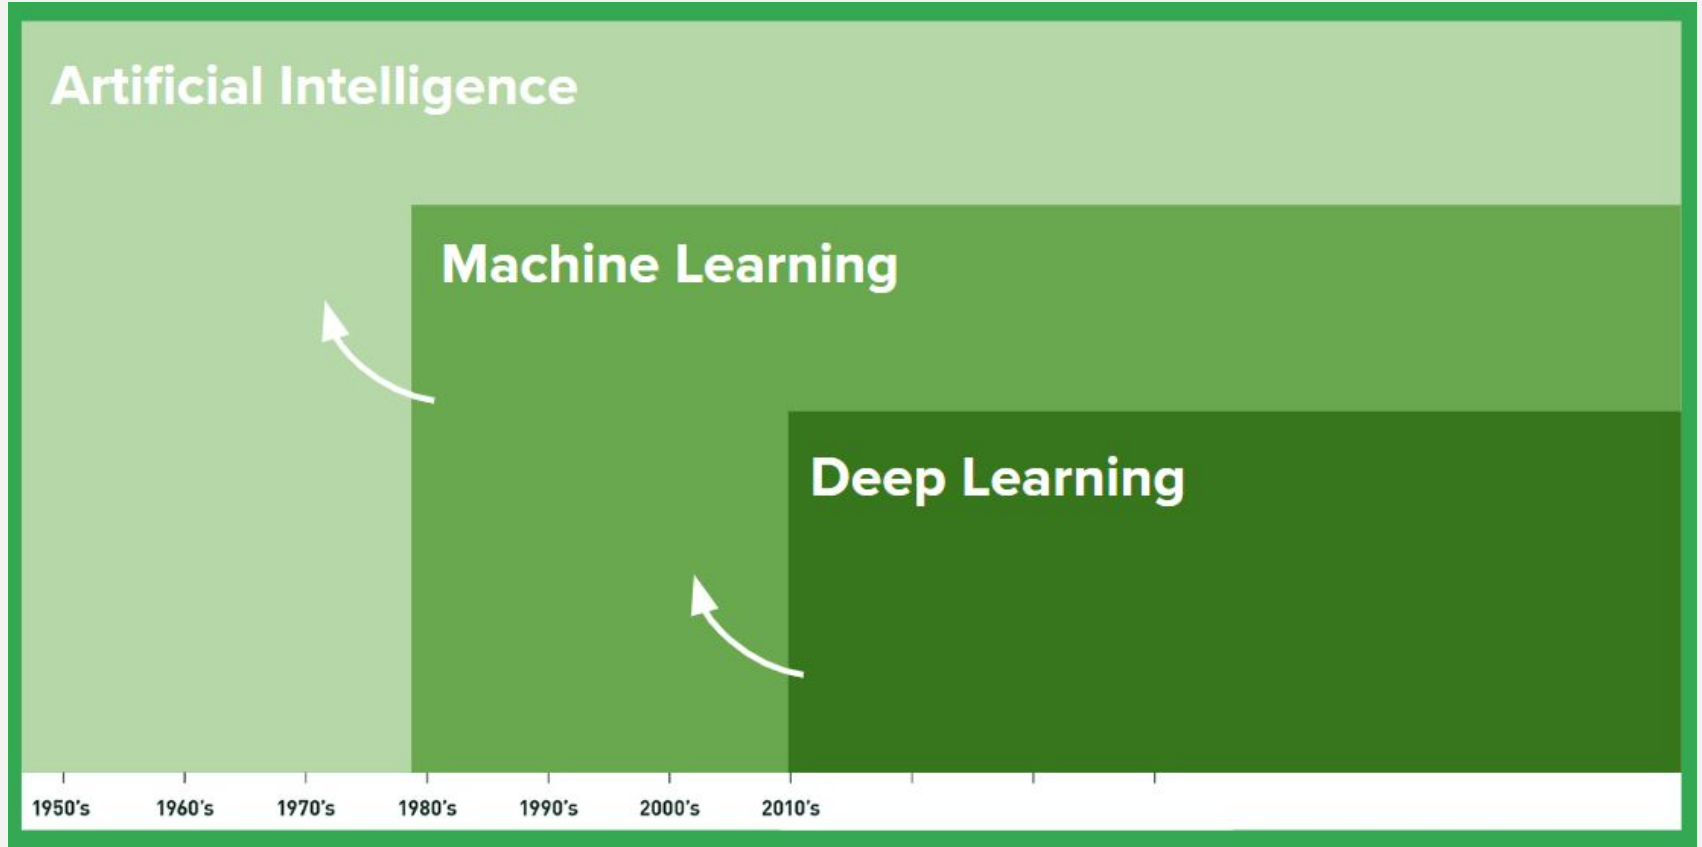 Artificial Intelligence
Machine Learning
Deep Learning
1950's 1960's 1970's 1980's 1990's 2000's 2010's